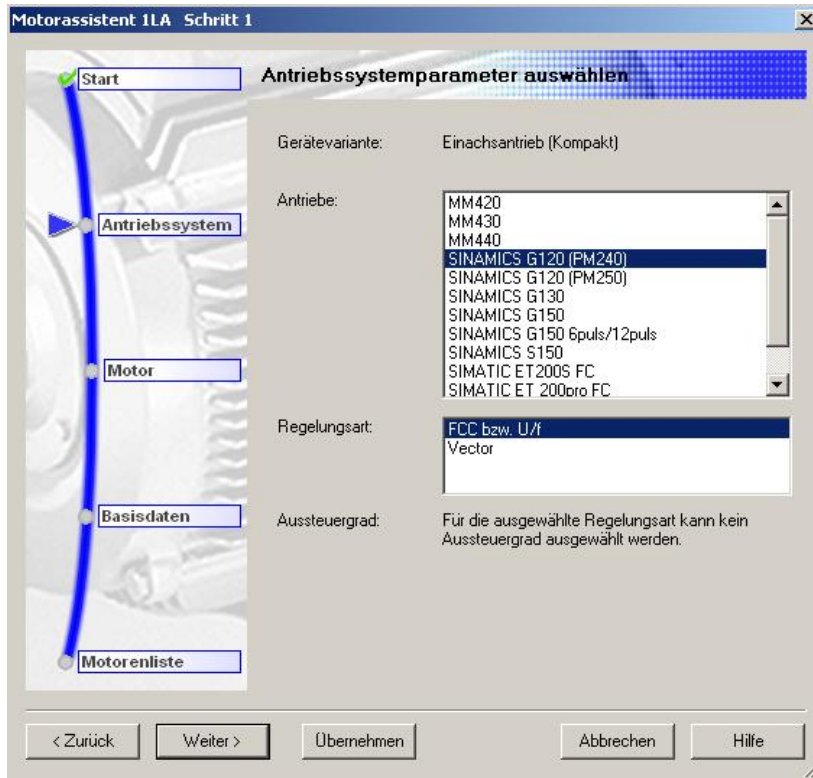 Motorassistent 1LA Schritt 1
Start
Antriebssystem
Motor
Basisdaten
Motorenliste
Antriebssystemparameter auswählen
Gerätevariante: Einachsantrieb (Kompakt)
Antriebe:
MM420
MM430
MM440
SINAMICS G120 (PM240)
SINAMICS G120 (PM250)
SINAMICS G130
SINAMICS G150
SINAMICS G150 6puls/12puls
SINAMICS S150
SIMATIC ET200S FC
SIMATIC ET 200pro FC
Regelungsart:
FCC bzw. U/f
Vector
Aussteuergrad: Für die ausgewählte Regelungsart kann kein
Aussteuergrad ausgewählt werden.
< Zurück Weiter > Übernehmen Abbrechen Hilfe